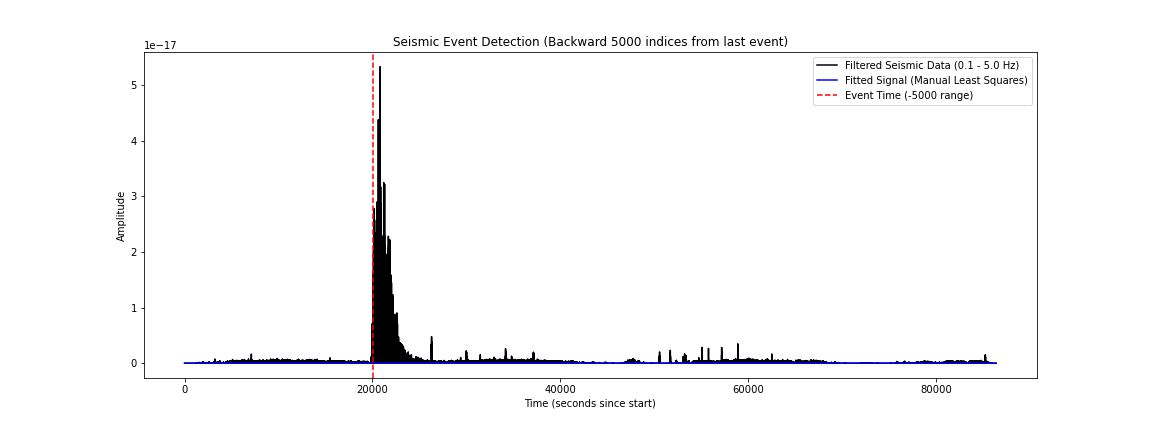 Seismic Event Detection (Backward 5000 indices from last event)
1e−17
Filtered Seismic Data (0.1 - 5.0 Hz)
Fitted Signal (Manual Least Squares)
Event Time (-5000 range)
5
4
3
2
1
0
Amplitude
0
20000
40000
60000
80000
Time (seconds since start)